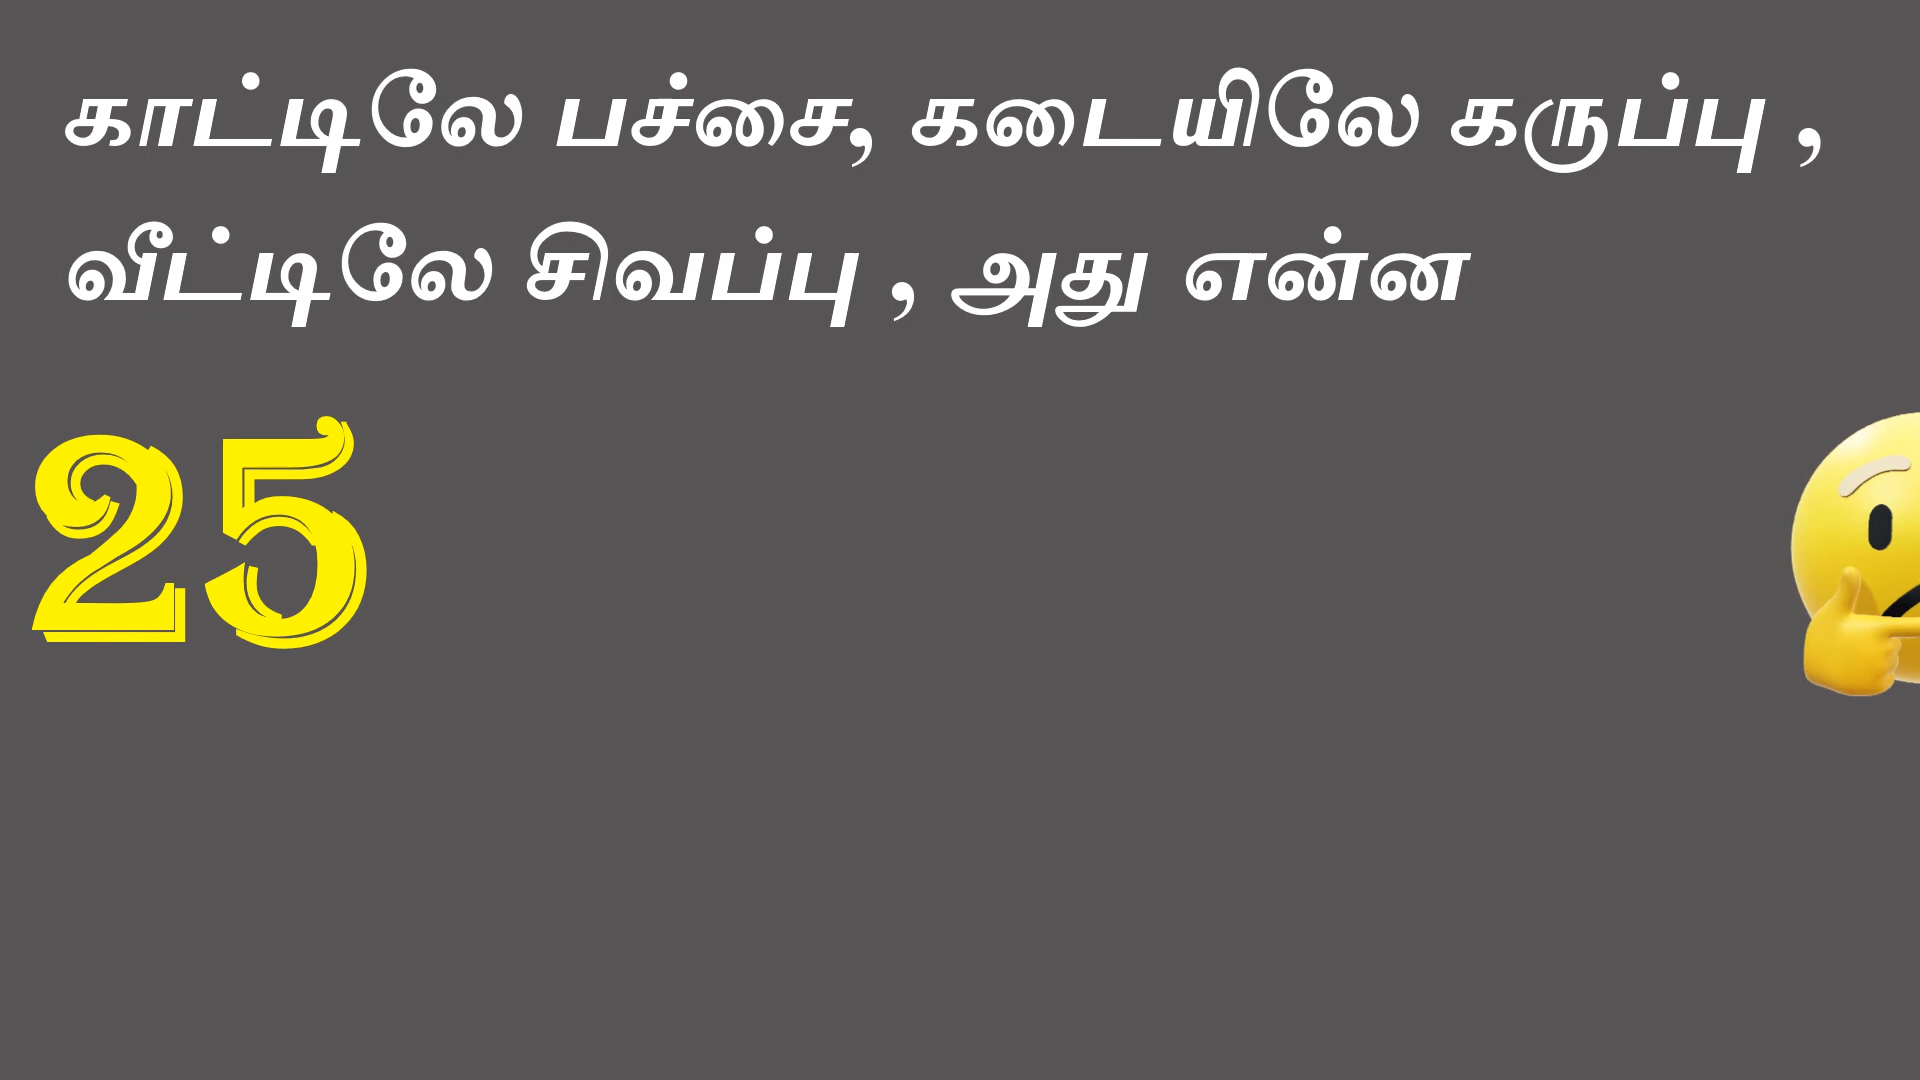 காட்டிலே பச்சை, கடையிலே கருப்பு ,
வீட்டிலே சிவப்பு , அது என்ன
25